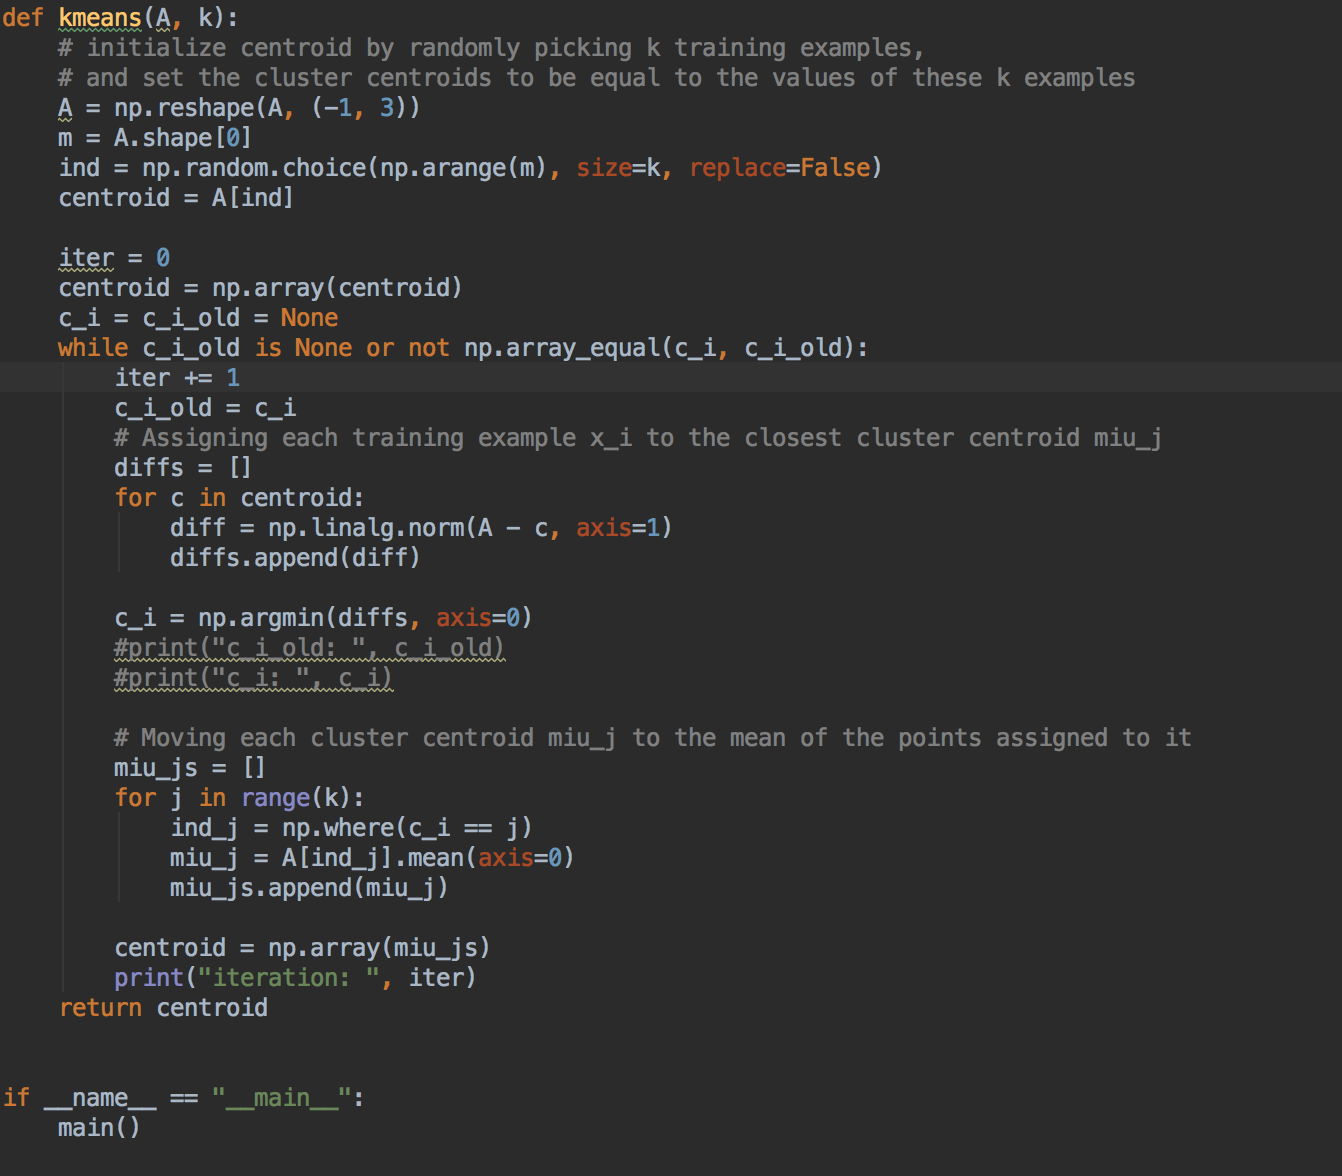 def kmeans(A, k):
    # initialize centroid by randomly picking k training examples,
    # and set the cluster centroids to be equal to the values of these k examples
    A = np.reshape(A, (-1, 3))
    m = A.shape[0]
    ind = np.random.choice(np.arange(m), size=k, replace=False)
    centroid = A[ind]

    iter = 0
    centroid = np.array(centroid)
    c_i = c_i_old = None
    while c_i_old is None or not np.array_equal(c_i, c_i_old):
        iter += 1
        c_i_old = c_i
        # Assigning each training example x_i to the closest cluster centroid miu_j
        diffs = []
        for c in centroid:
            diff = np.linalg.norm(A - c, axis=1)
            diffs.append(diff)

        c_i = np.argmin(diffs, axis=0)
        #print("c_i_old: ", c_i_old)
        #print("c_i: ", c_i)

        # Moving each cluster centroid miu_j to the mean of the points assigned to it
        miu_js = []
        for j in range(k):
            ind_j = np.where(c_i == j)
            miu_j = A[ind_j].mean(axis=0)
            miu_js.append(miu_j)

        centroid = np.array(miu_js)
        print("iteration: ", iter)
    return centroid


if __name__ == "__main__":
    main()